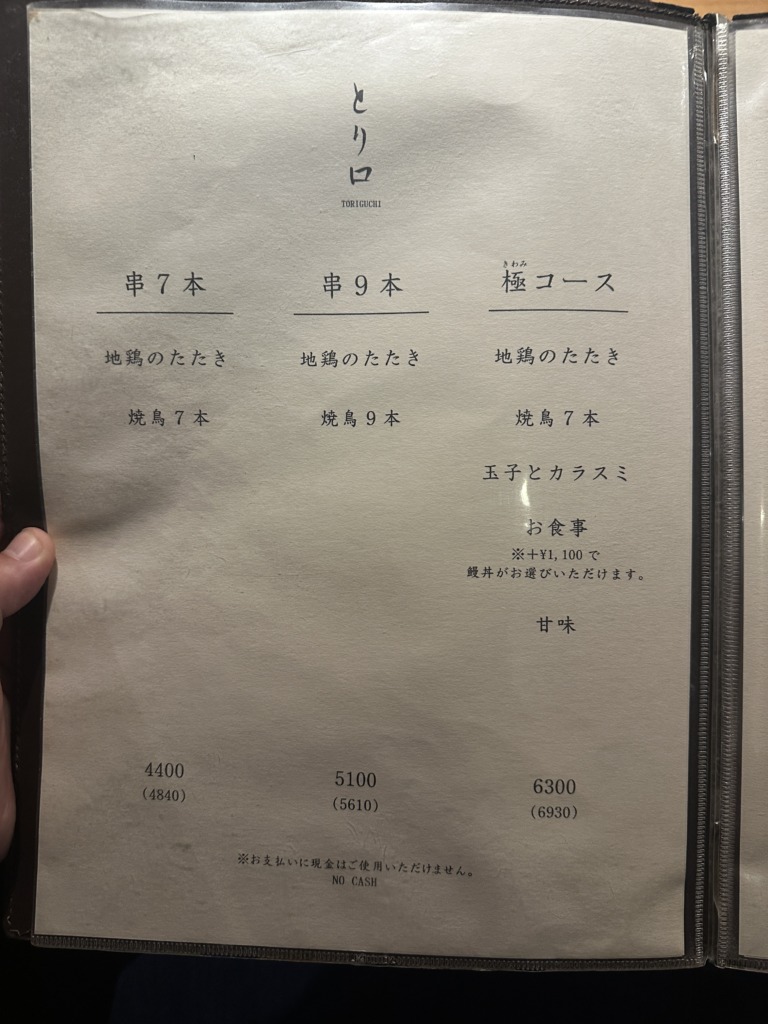 とり口
TORIGUCHI
串7本
地鶏のたたき
焼鳥7本
4400
(4840)
串9本
地鶏のたたき
焼鳥9本
5100
(5610)
きわみ
極コース
地鶏のたたき
焼鳥7本
玉子とカラスミ
お食事
※+¥1,100で
鰻丼がお選びいただけます。
甘味
6300
(6930)
※お支払いに現金はご使用いただけません。
NO CASH